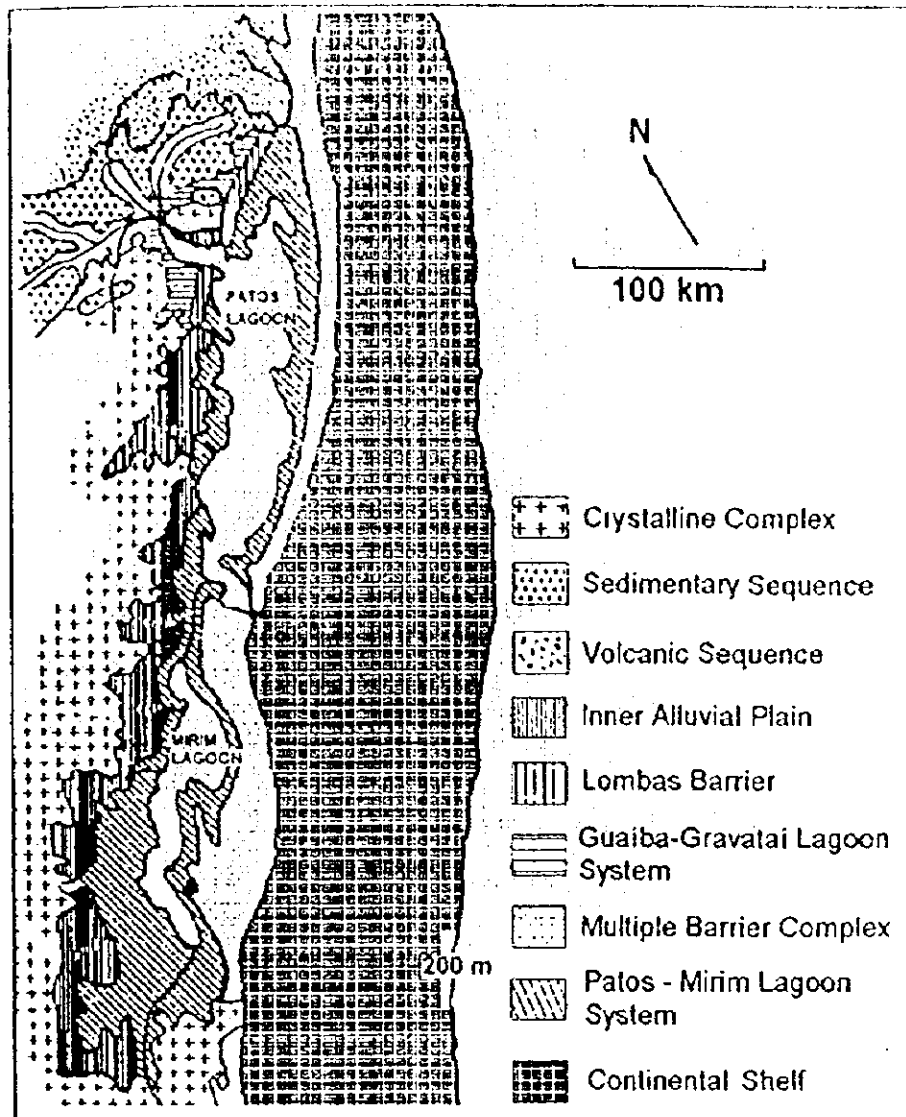 N
100 km
PATOS
LAGOON
MIRIM
LAGOON
200 m
Crystalline Complex
Sedimentary Sequence
Volcanic Sequence
Inner Alluvial Plain
Lombas Barrier
Guaiba-Gravatai Lagoon
System
Multiple Barrier Complex
Patos - Mirim Lagoon
System
Continental Shelf